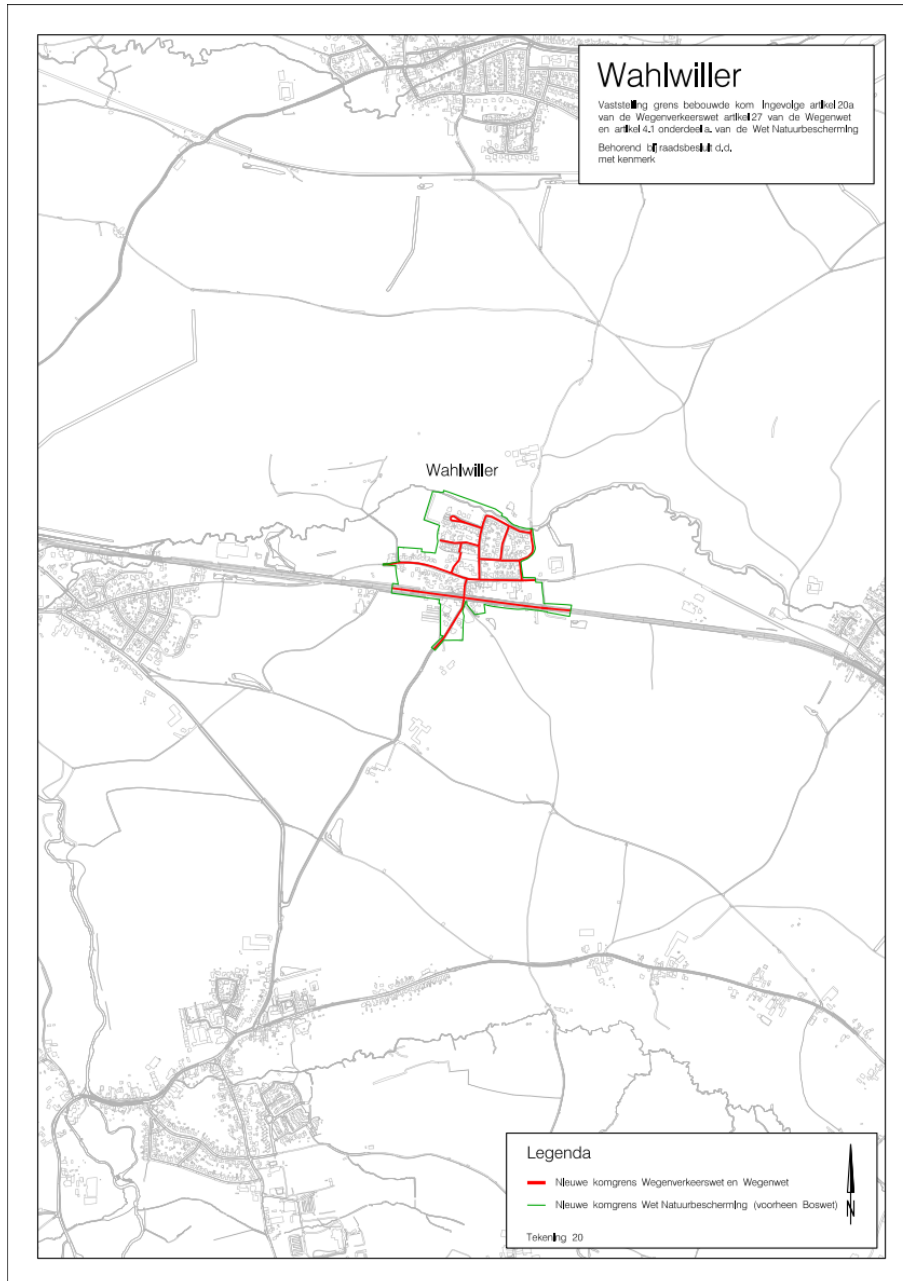 Wahlwiller
Vaststelling grens bebouwde kom Ingevolge artikel 20a
van de Wegenverkeerswet artikel 27 van de Wegenwet
en artikel 4.1 onderdeel a. van de Wet Natuurbescherming
Behorend bij raadsbesluit d.d.
met kenmerk
Wahlwiller
Legenda
Nieuwe komgrens Wegenverkeerswet en Wegenwet
Nieuwe komgrens Wet Natuurbescherming (voorheen Boswet)
N
Tekening 20